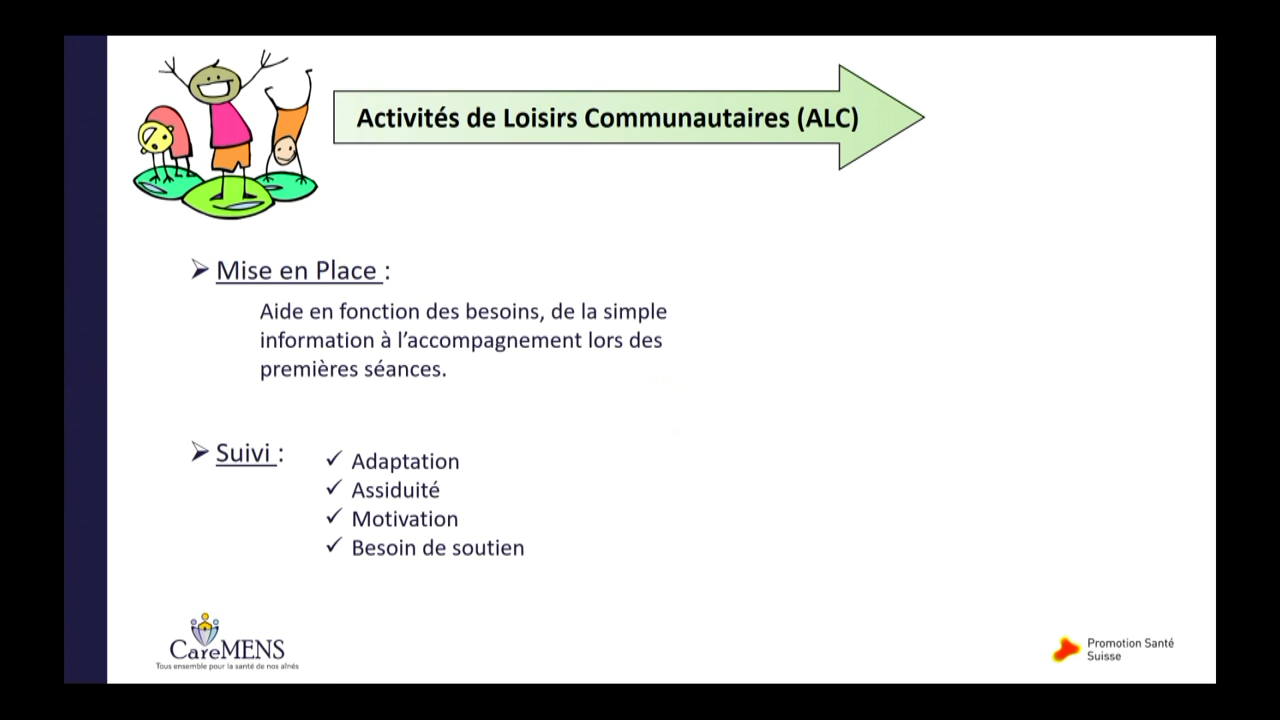 Activités de Loisirs Communautaires (ALC)
Mise en Place :
Aide en fonction des besoins, de la simple
information à l’accompagnement lors des
premières séances.
Suivi :
Adaptation
Assiduité
Motivation
Besoin de soutien
CareMENS
Tous ensemble pour la santé de nos aînés
Promotion Santé
Suisse